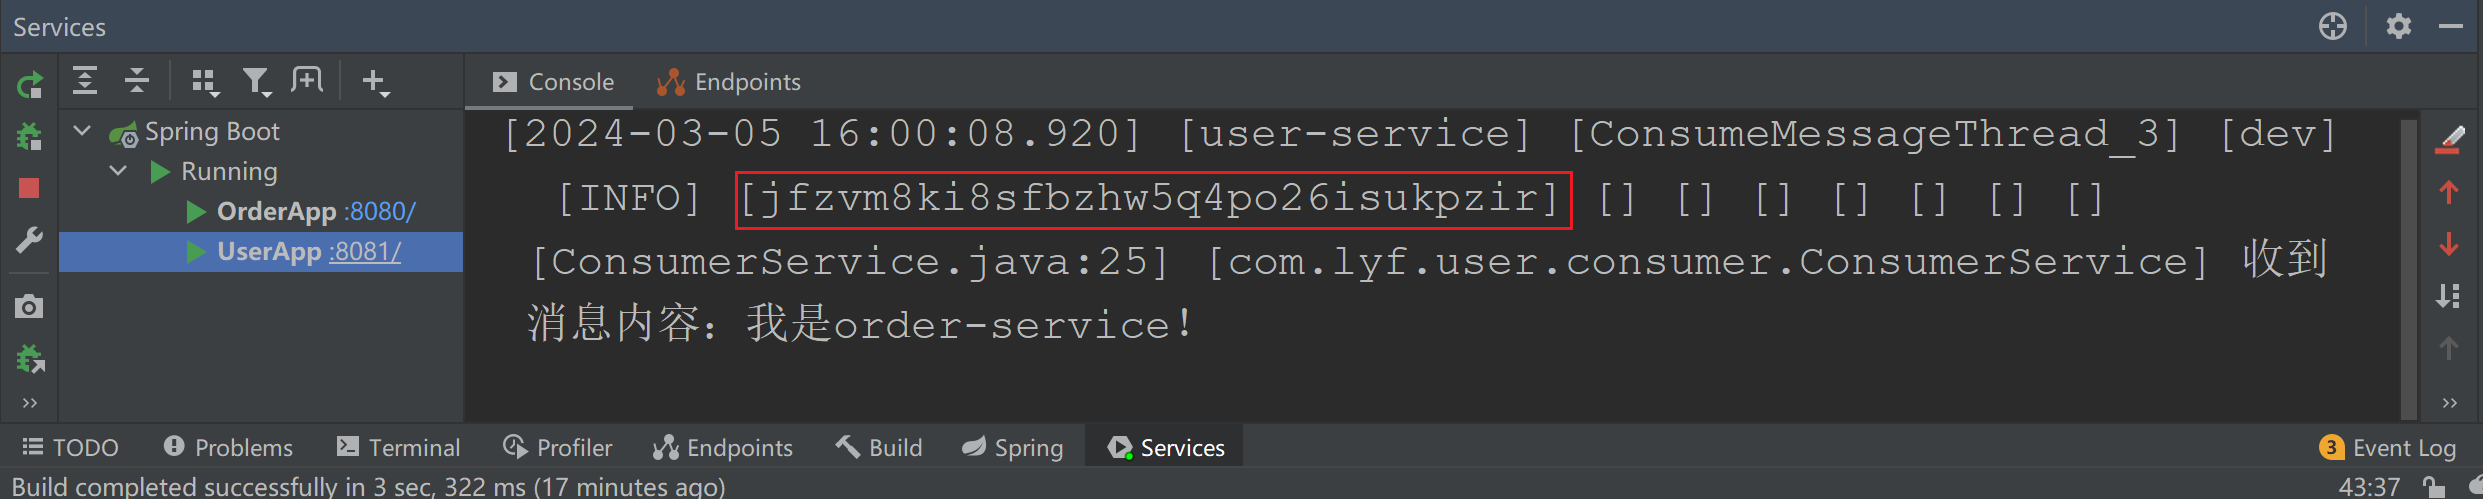 Services
Console
Endpoints
Spring Boot
Running
OrderApp :8080/
UserApp :8081/
[2024-03-05 16:00:08.920] [user-service] [ConsumeMessageThread_3] [dev]
[INFO] [jfzvm8ki8sfbzhw5q4po26isukpzir] [] [] [] [] [] [] []
[ConsumerService.java:25] [com.lyf.user.consumer.ConsumerService] 收到
消息内容：我是order-service！
TODO Problems Terminal Profiler Endpoints Build Spring Services 3 Event Log
Build completed successfully in 3 sec, 322 ms (17 minutes ago) 43:37